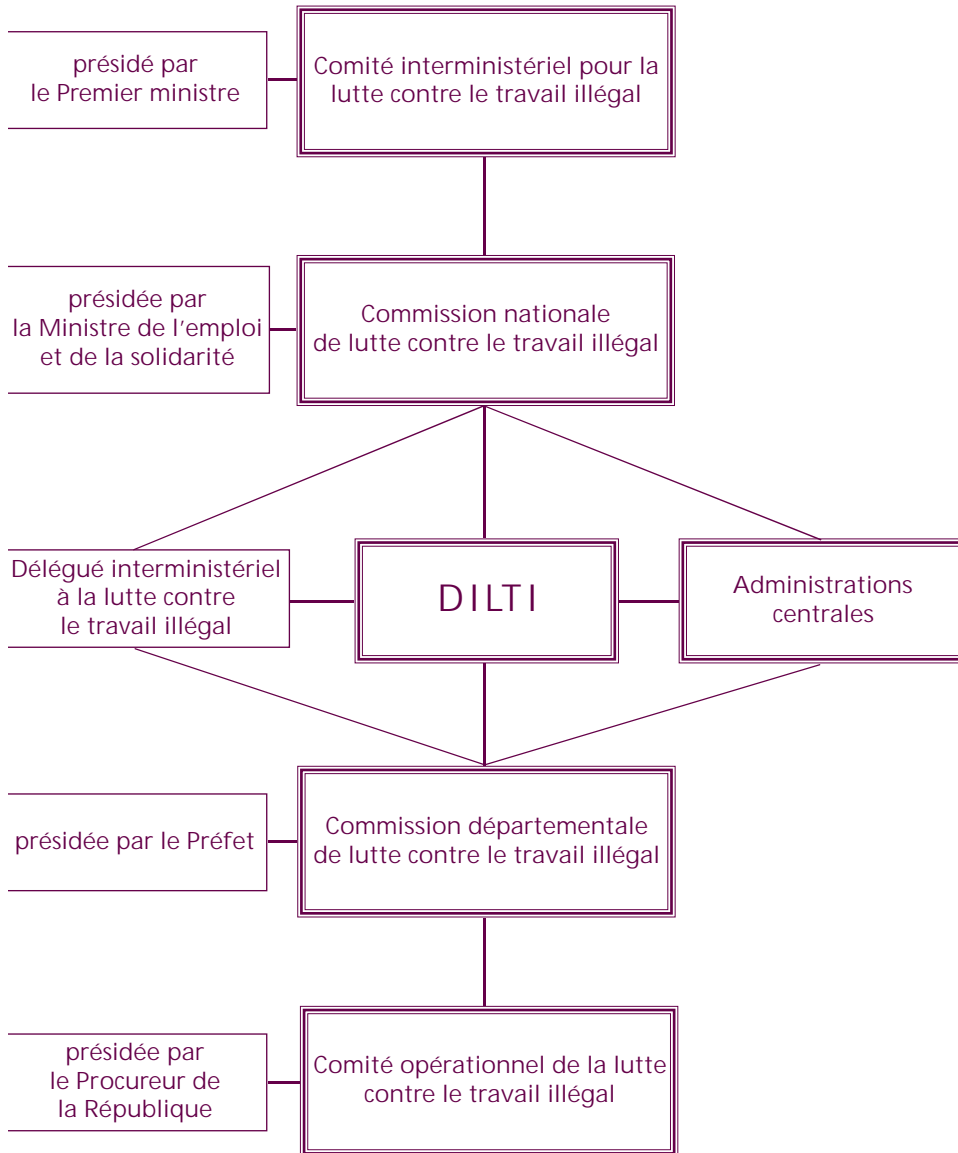 présidé par
le Premier ministre
Comité interministériel pour la
lutte contre le travail illégal
présidée par
la Ministre de l'emploi
et de la solidarité
Commission nationale
de lutte contre le travail illégal
Délégué interministériel
à la lutte contre
le travail illégal
DILTI
Administrations
centrales
présidée par le Préfet
Commission départementale
de lutte contre le travail illégal
présidée par
le Procureur de
la République
Comité opérationnel de la lutte
contre le travail illégal